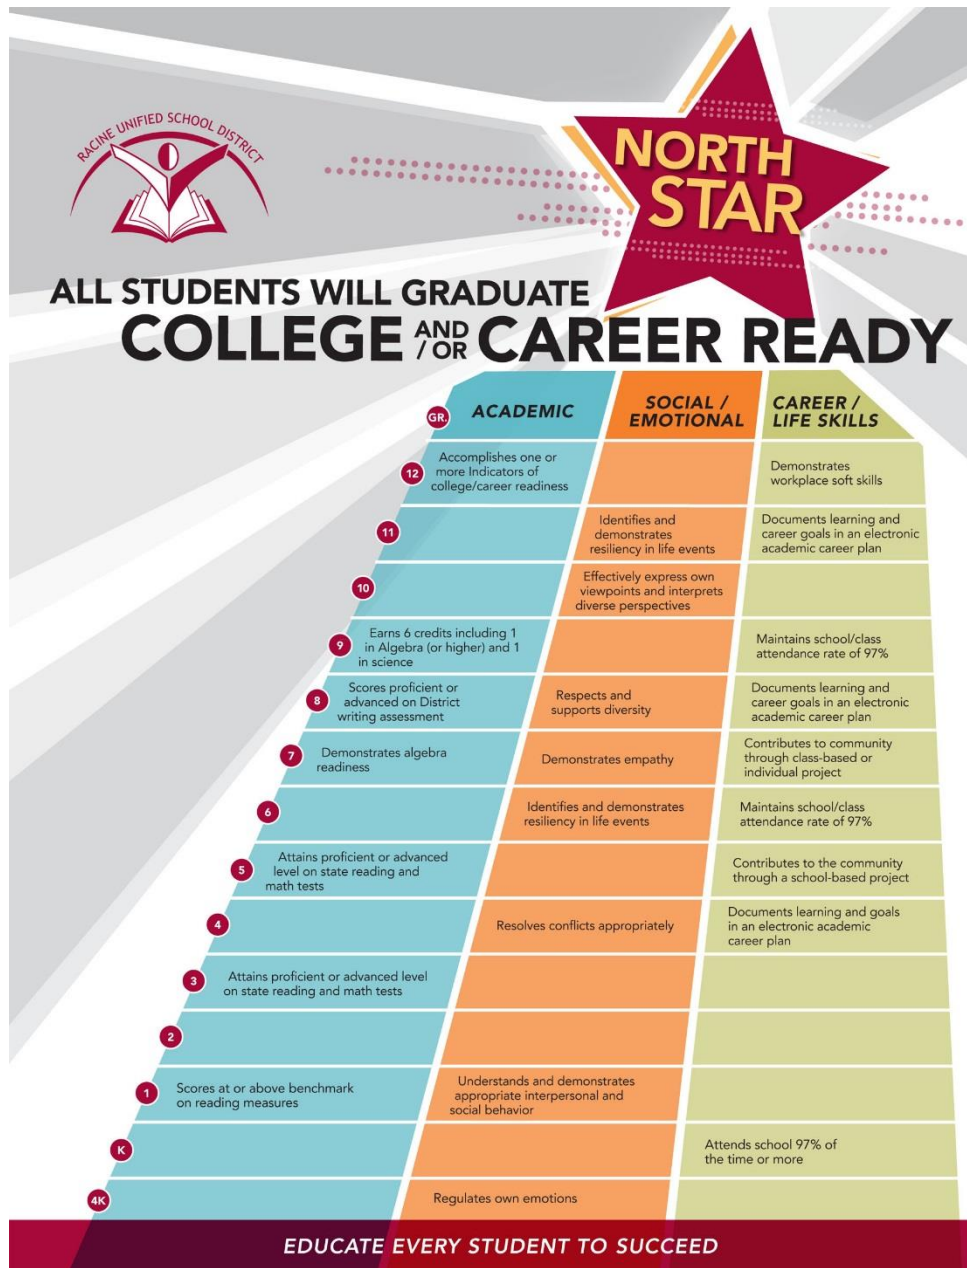 RACINE UNIFIED SCHOOL DISTRICT
NORTH
STAR
ALL STUDENTS WILL GRADUATE
COLLEGE AND / OR CAREER READY
GR.
ACADEMIC
SOCIAL /
EMOTIONAL
CAREER /
LIFE SKILLS
12
Accomplishes one or
more Indicators of
college/career readiness
Demonstrates
workplace soft skills
11
Identifies and
demonstrates
resiliency in life events
Documents learning and
career goals in an electronic
academic career plan
10
Effectively express own
viewpoints and interprets
diverse perspectives
9
Earns 6 credits including 1
in Algebra (or higher) and 1
in science
Maintains school/class
attendance rate of 97%
8
Scores proficient or
advanced on District
writing assessment
Respects and
supports diversity
Documents learning and
career goals in an electronic
academic career plan
7
Demonstrates algebra
readiness
Demonstrates empathy
Contributes to community
through class-based or
individual project
6
Identifies and demonstrates
resiliency in life events
Maintains school/class
attendance rate of 97%
5
Attains proficient or advanced
level on state reading and
math tests
Contributes to the community
through a school-based project
4
Resolves conflicts appropriately
Documents learning and goals
in an electronic academic
career plan
3
Attains proficient or advanced level
on state reading and math tests
2
1
Scores at or above benchmark
on reading measures
Understands and demonstrates
appropriate interpersonal and
social behavior
K
Attends school 97% of
the time or more
4K
Regulates own emotions
EDUCATE EVERY STUDENT TO SUCCEED